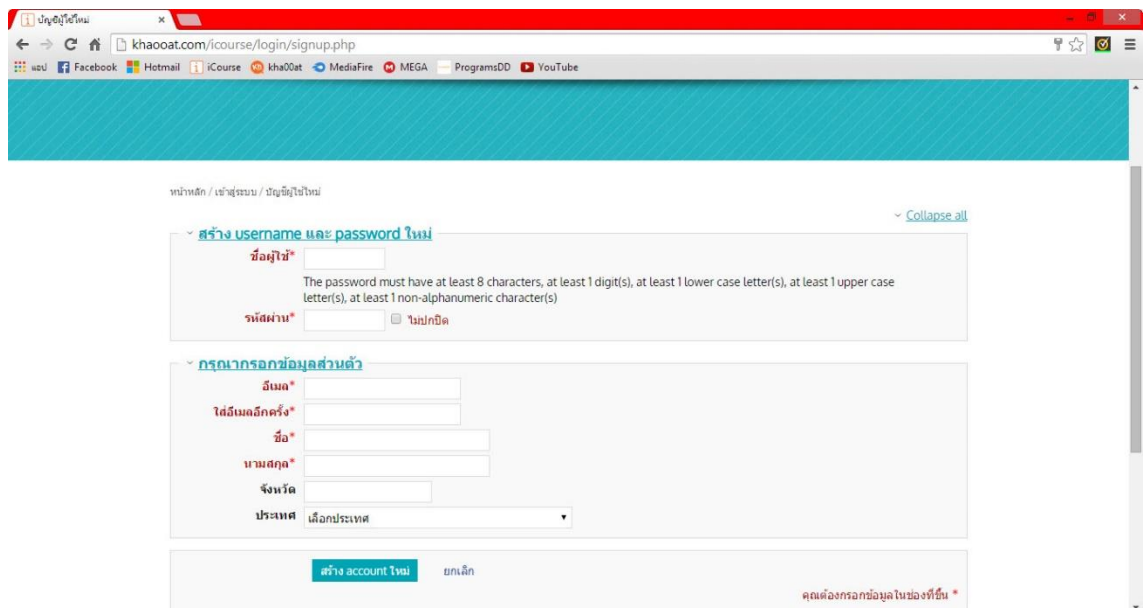 บัญชีผู้ใช้ใหม่
khaooat.com/icourse/login/signup.php
แอป Facebook Hotmail iCourse kha00at MediaFire MEGA ProgramsDD YouTube
หน้าหลัก / เข้าสู่ระบบ / บัญชีผู้ใช้ใหม่
Collapse all
สร้าง username และ password ใหม่
ชื่อผู้ใช้*
The password must have at least 8 characters, at least 1 digit(s), at least 1 lower case letter(s), at least 1 upper case
letter(s), at least 1 non-alphanumeric character(s)
รหัสผ่าน* ไม่ปกปิด
กรุณากรอกข้อมูลส่วนตัว
อีเมล*
ใส่อีเมลอีกครั้ง*
ชื่อ*
นามสกุล*
จังหวัด
ประเทศ เลือกประเทศ
สร้าง account ใหม่ ยกเลิก
คุณต้องกรอกข้อมูลในช่องที่ขึ้น *